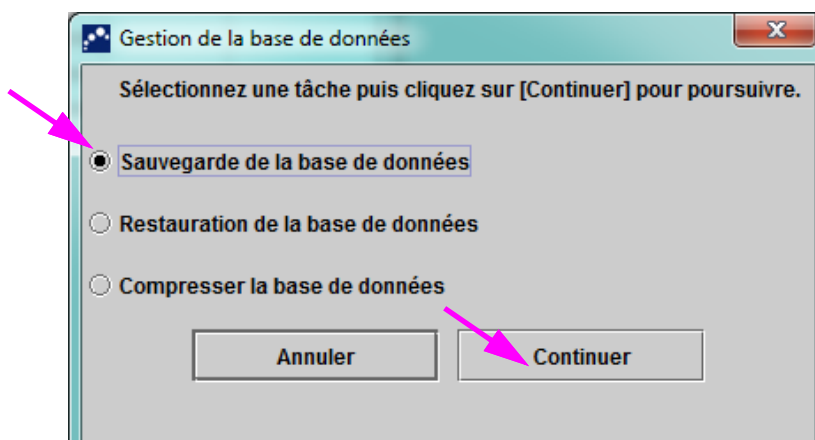 Gestion de la base de données
Sélectionnez une tâche puis cliquez sur [Continuer] pour poursuivre.
Sauvegarde de la base de données
Restauration de la base de données
Compresser la base de données
Annuler
Continuer